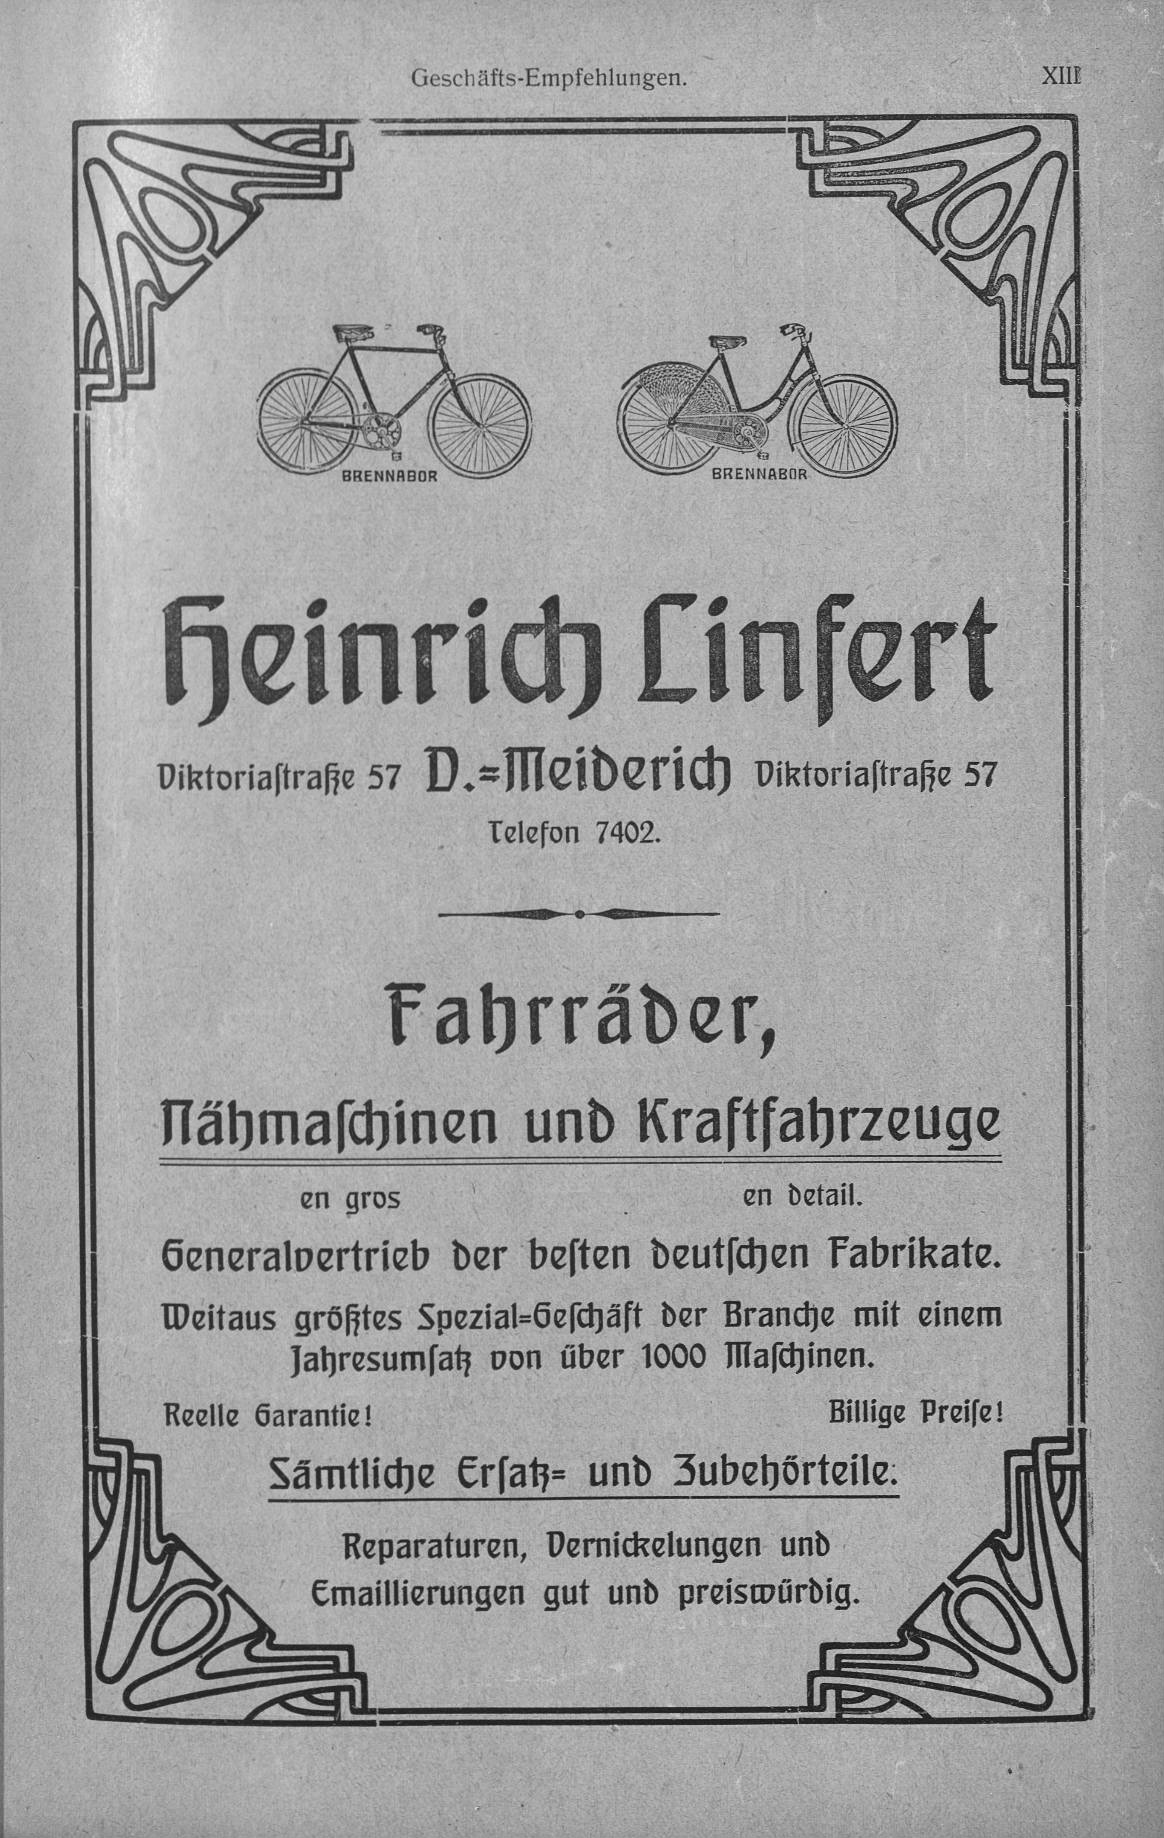 Geschäfts-Empfehlungen.
XIII
BRENNABOR
BRENNABOR
Heinrich Linfert
Viktoriaſtraße 57 D.=Meiderich Viktoriaſtraße 57
Telefon 7402.
Fahrräder,
Nähmaſchinen und Kraftfahrzeuge
en gros en detail.
Generalvertrieb der beſten deutſchen Fabrikate.
Weitaus größtes Spezial=Geſchäft der Branche mit einem
Jahresumſatz von über 1000 Maſchinen.
Reelle Garantie! Billige Preiſe!
Sämtliche Erſatz= und Zubehörteile.
Reparaturen, Vernickelungen und
Emaillierungen gut und preiswürdig.